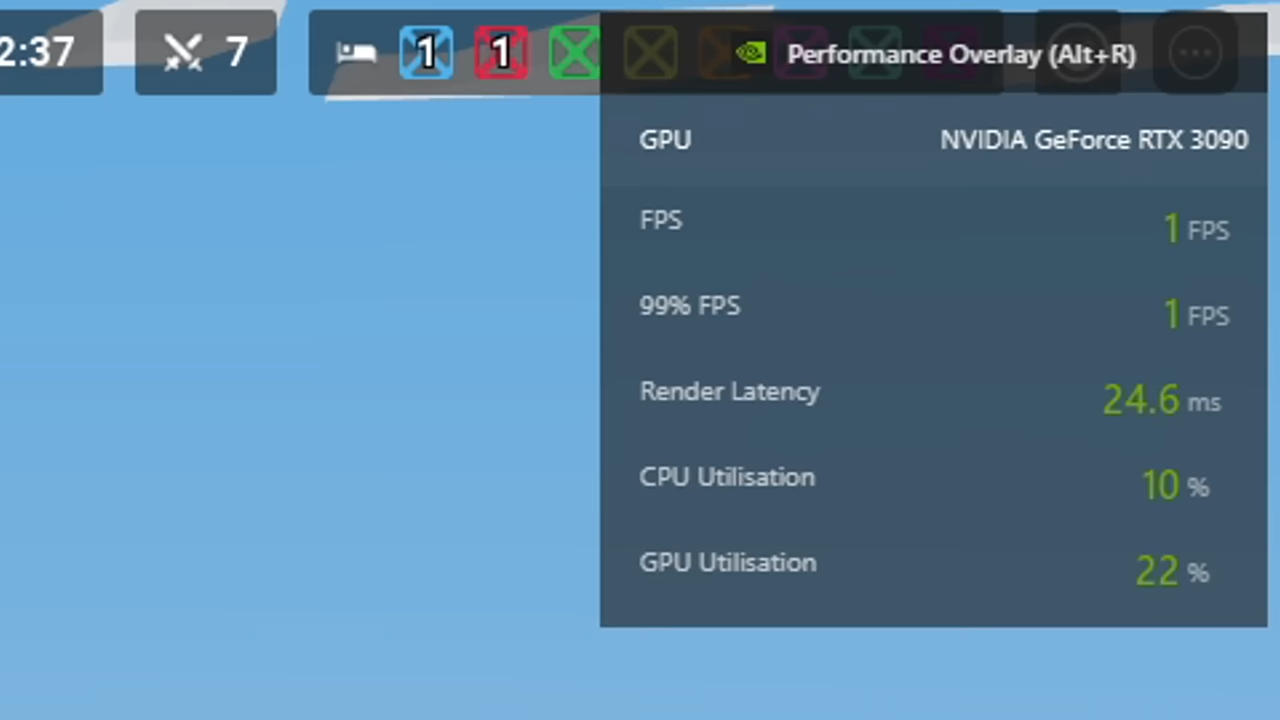 2:37
7
1
1
Performance Overlay (Alt+R)
GPU NVIDIA GeForce RTX 3090
FPS 1 FPS
99% FPS 1 FPS
Render Latency 24.6 ms
CPU Utilisation 10 %
GPU Utilisation 22 %